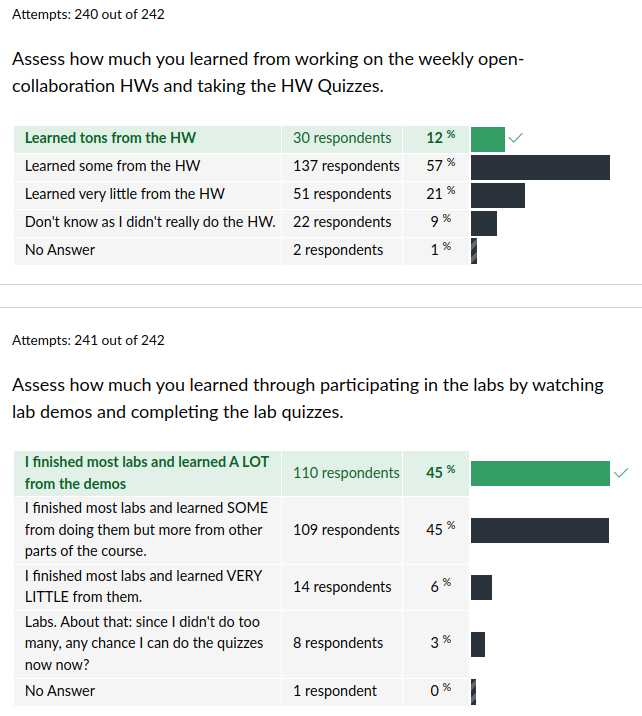 Attempts: 240 out of 242
Assess how much you learned from working on the weekly open-
collaboration HWs and taking the HW Quizzes.
Learned tons from the HW 30 respondents 12 %
Learned some from the HW 137 respondents 57 %
Learned very little from the HW 51 respondents 21 %
Don't know as I didn't really do the HW. 22 respondents 9 %
No Answer 2 respondents 1 %
Attempts: 241 out of 242
Assess how much you learned through participating in the labs by watching
lab demos and completing the lab quizzes.
I finished most labs and learned A LOT
from the demos
110 respondents 45 %
I finished most labs and learned SOME
from doing them but more from other
parts of the course.
109 respondents 45 %
I finished most labs and learned VERY
LITTLE from them.
14 respondents 6 %
Labs. About that: since I didn't do too
many, any chance I can do the quizzes
now now?
8 respondents 3 %
No Answer 1 respondent 0 %